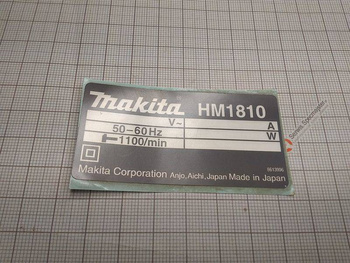 makita HM1810
V~ A
50-60Hz W
1100/min
Makita Corporation Anjo, Aichi, Japan Made in Japan